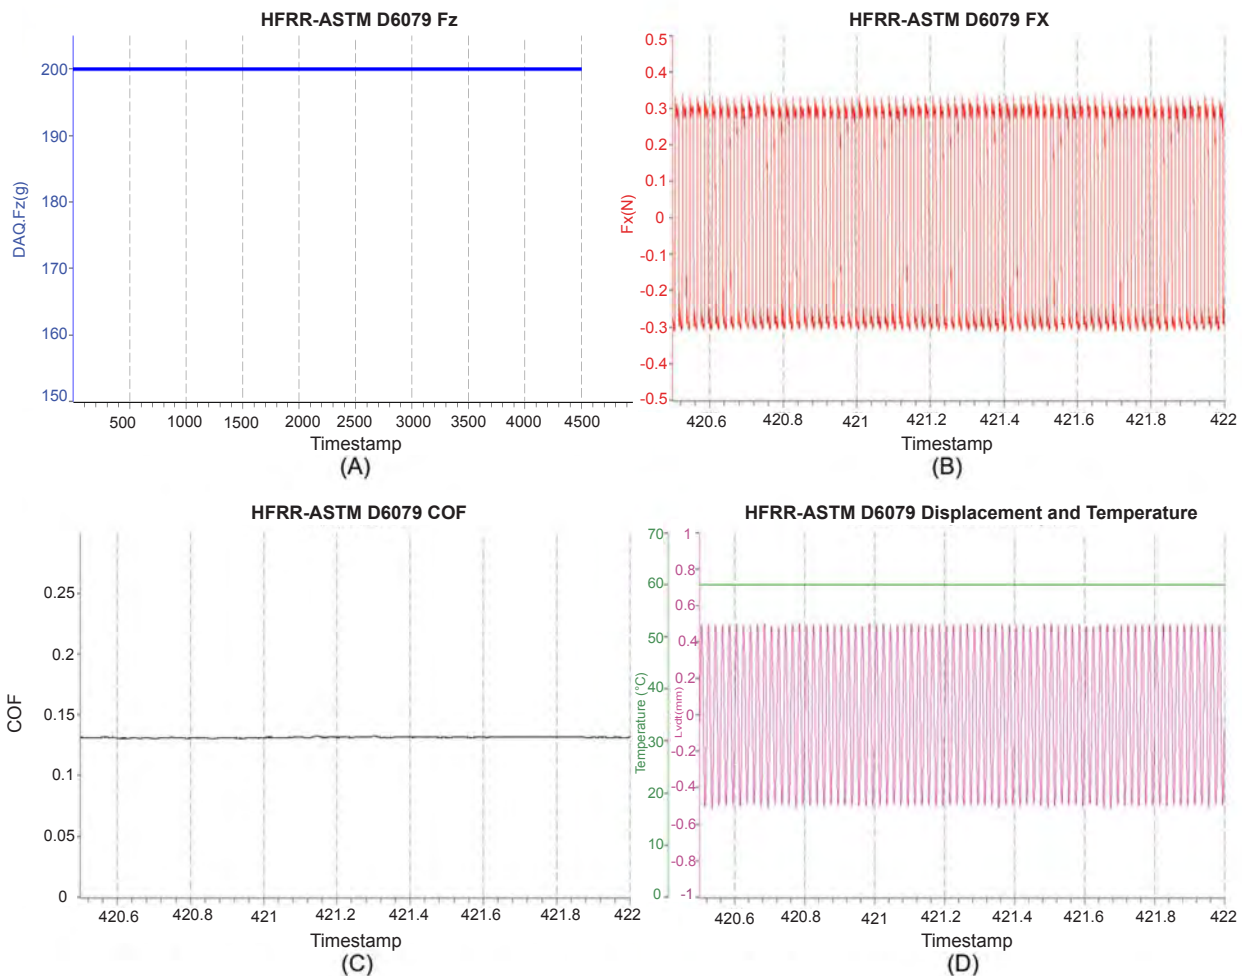 HFRR-ASTM D6079 Fz
200
190
180
170
160
150
DAQ.Fz(g)
500 1000 1500 2000 2500 3000 3500 4000 4500
Timestamp
(A)
HFRR-ASTM D6079 FX
0.5
0.4
0.3
0.2
0.1
0
-0.1
-0.2
-0.3
-0.4
-0.5
Fx(N)
420.6 420.8 421 421.2 421.4 421.6 421.8 422
Timestamp
(B)
HFRR-ASTM D6079 COF
0.25
0.2
0.15
0.1
0.05
0
COF
420.6 420.8 421 421.2 421.4 421.6 421.8 422
Timestamp
(C)
HFRR-ASTM D6079 Displacement and Temperature
70
60
50
40
30
20
10
0
Temperature (°C)
1
0.8
0.6
0.4
0.2
0
-0.2
-0.4
-0.6
-0.8
-1
Lvdt(mm)
420.6 420.8 421 421.2 421.4 421.6 421.8 422
Timestamp
(D)